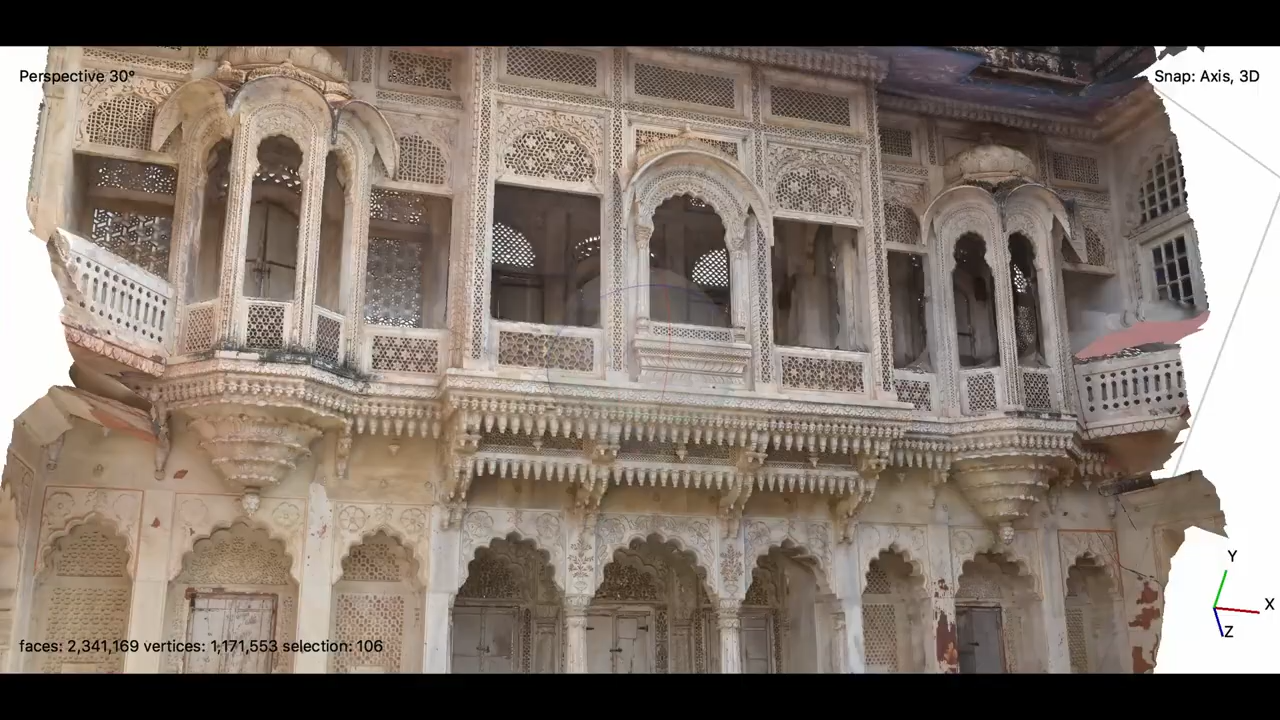 Perspective 30°
Snap: Axis, 3D
Y
X
Z
faces: 2,341,169 vertices: 1,171,553 selection: 106